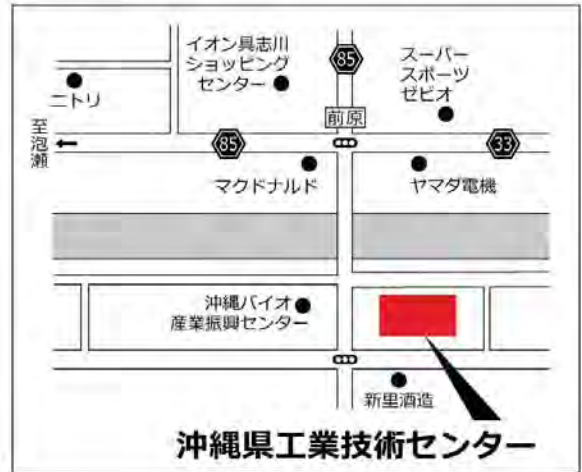 イオン具志川
ショッピング
センター
85
スーパー
スポーツ
ゼビオ
ニトリ
前原
至泡瀬
85
33
マクドナルド
ヤマダ電機
沖縄バイオ
産業振興センター
新里酒造
沖縄県工業技術センター